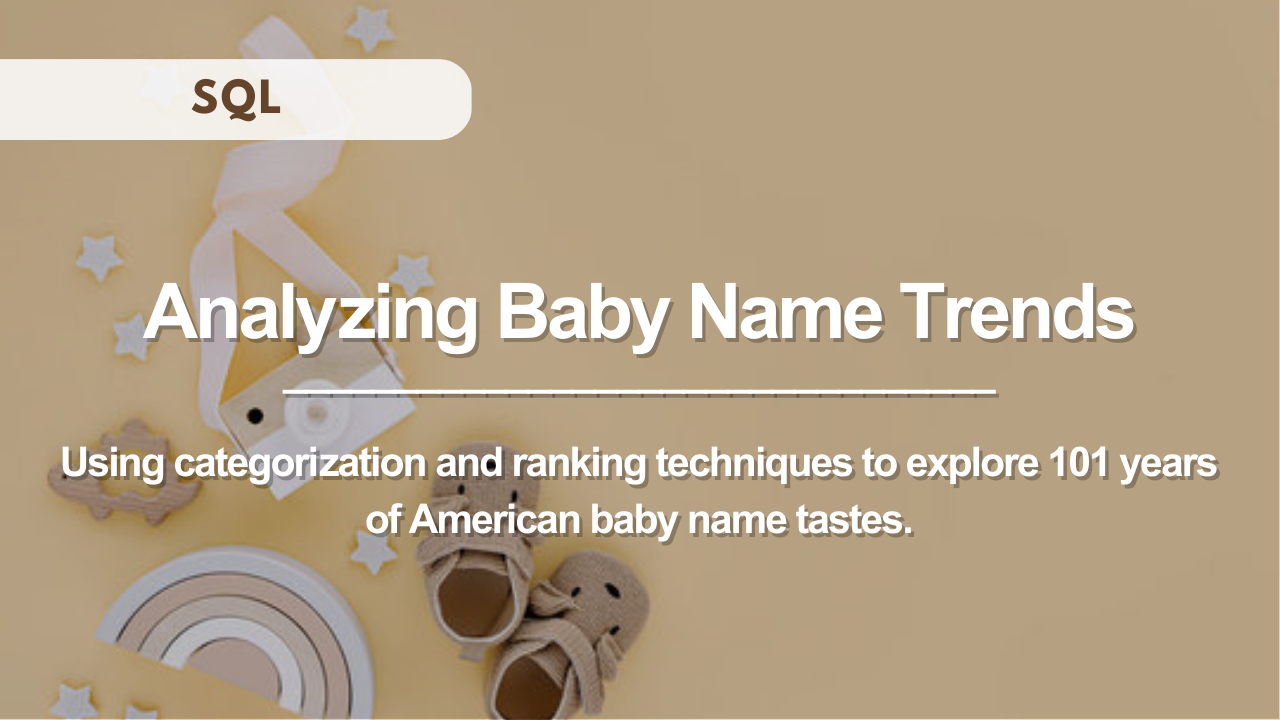 SQL
Analyzing Baby Name Trends
Using categorization and ranking techniques to explore 101 years
of American baby name tastes.